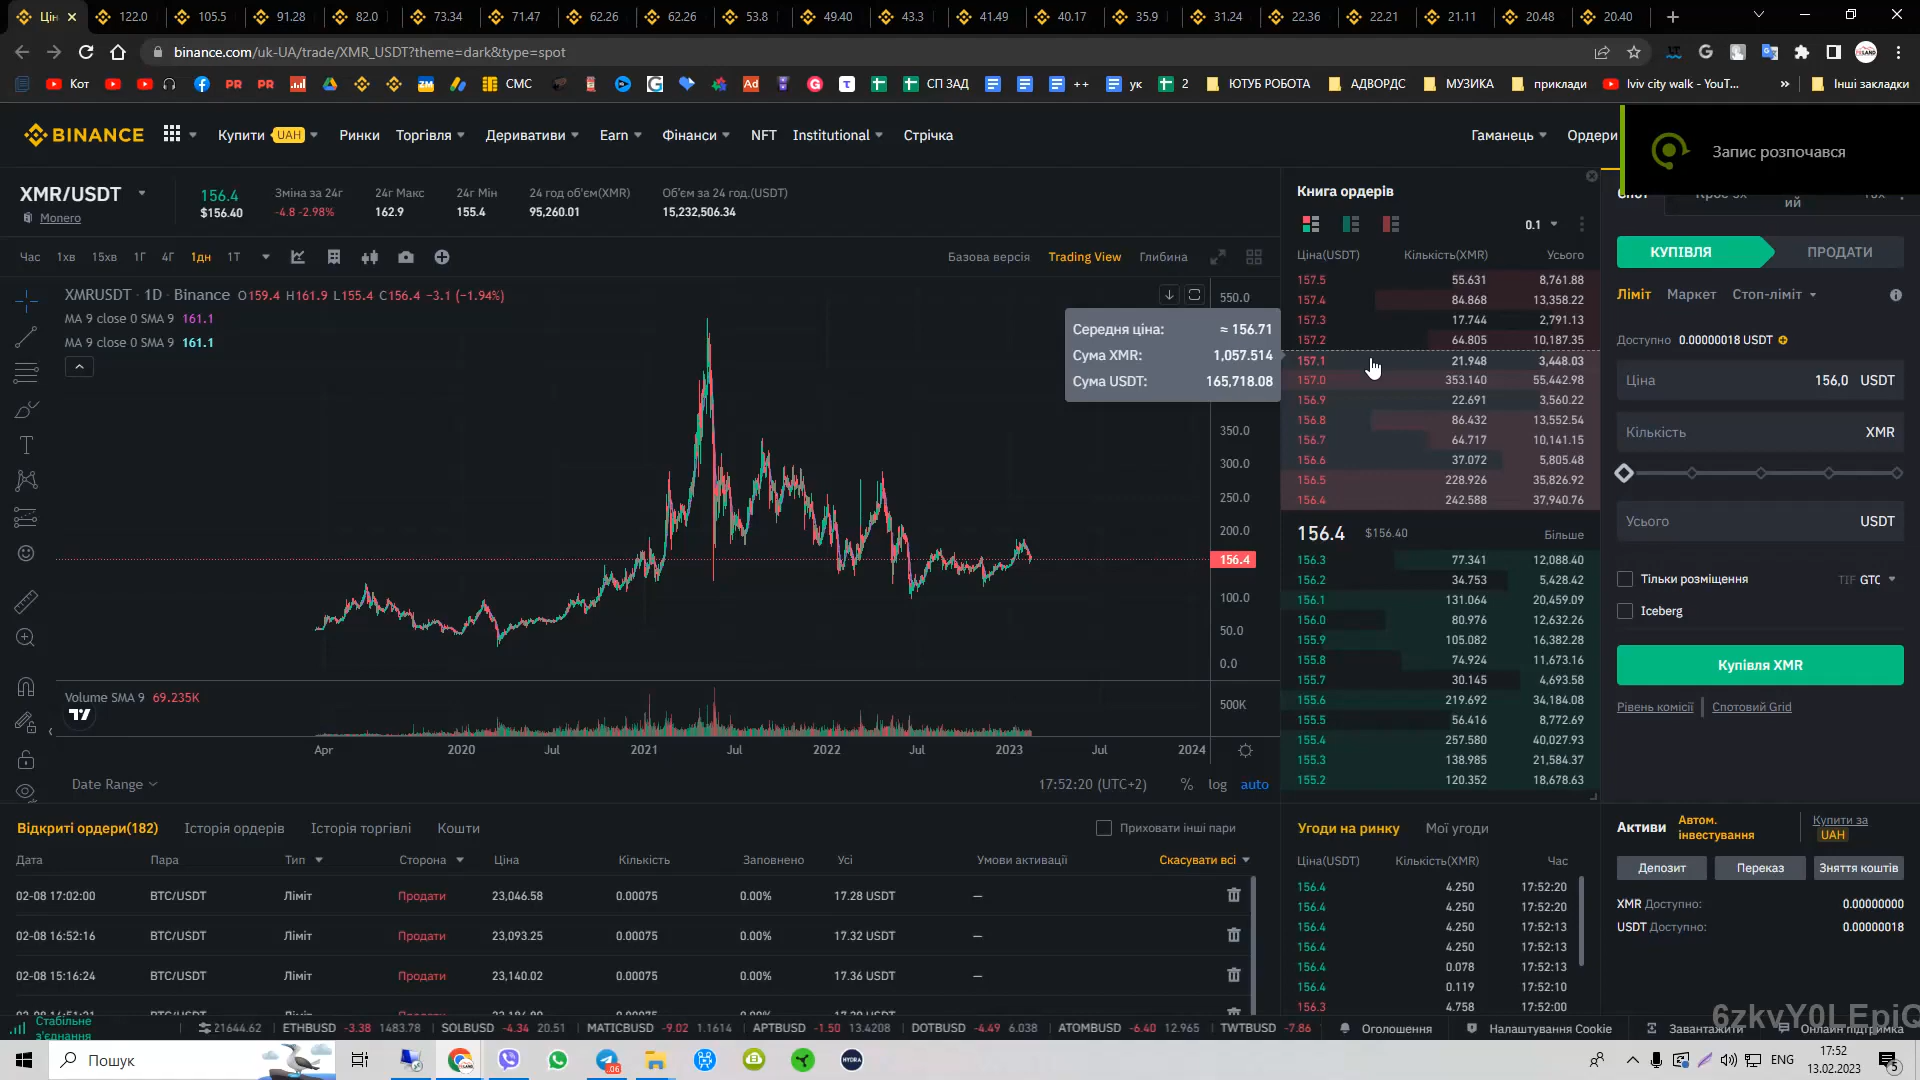 Цін
122.0
105.5
91.28
82.0
73.34
71.47
62.26
62.26
53.8
49.40
43.3
41.49
40.17
35.9
31.24
22.36
22.21
21.11
20.48
20.40
binance.com/uk-UA/trade/XMR_USDT?theme=dark&type=spot
Кот
СМС
СП ЗАД
++
ук
2
ЮТУБ РОБОТА
АДВОРДС
МУЗИКА
приклади
lviv city walk - YouT...
Інші закладки
BINANCE
Купити UAH
Ринки
Торгівля
Деривативи
Earn
Фінанси
NFT
Institutional
Стрічка
Гаманець
Ордери
Запис розпочався
XMR/USDT
Monero
156.4
$156.40
Зміна за 24г
-4.8 -2.98%
24г Макс
162.9
24г Мін
155.4
24 год об'єм(XMR)
95,260.01
Об'єм за 24 год.(USDT)
15,232,506.34
Час 1хв 15хв 1Г 4Г 1дн 1Т
Базова версія Trading View Глибина
XMRUSDT · 1D · Binance O159.4 H161.9 L155.4 C156.4 −3.1 (−1.94%)
MA 9 close 0 SMA 9 161.1
MA 9 close 0 SMA 9 161.1
550.0
350.0
300.0
250.0
200.0
156.4
100.0
50.0
0.0
Volume SMA 9 69.235K
500K
Apr 2020 Jul 2021 Jul 2022 Jul 2023 Jul 2024
Date Range
17:52:20 (UTC+2) % log auto
Середня ціна: ≈ 156.71
Сума XMR: 1,057.514
Сума USDT: 165,718.08
Книга ордерів
0.1
Ціна(USDT) Кількість(XMR) Усього
157.5 55.631 8,761.88
157.4 84.868 13,358.22
157.3 17.744 2,791.13
157.2 64.805 10,187.35
157.1 21.948 3,448.03
157.0 353.140 55,442.98
156.9 22.691 3,560.22
156.8 86.432 13,552.54
156.7 64.717 10,141.15
156.6 37.072 5,805.48
156.5 228.926 35,826.92
156.4 242.588 37,940.76
156.4 $156.40 Більше
156.3 77.341 12,088.40
156.2 34.753 5,428.42
156.1 131.064 20,459.09
156.0 80.976 12,632.26
155.9 105.082 16,382.28
155.8 74.924 11,673.16
155.7 30.145 4,693.58
155.6 219.692 34,184.08
155.5 56.416 8,772.69
155.4 257.580 40,027.93
155.3 138.985 21,584.37
155.2 120.352 18,678.63
ий
КУПІВЛЯ ПРОДАТИ
Ліміт Маркет Стоп-ліміт
Доступно 0.00000018 USDT
Ціна 156,0 USDT
Кількість XMR
Усього USDT
Тільки розміщення TIF GTC
Iceberg
Купівля XMR
Рівень комісії Спотовий Grid
Відкриті ордери(182) Історія ордерів Історія торгівлі Кошти
Приховати інші пари
Дата Пара Тип Сторона Ціна Кількість Заповнено Усі Умови активації Скасувати всі
02-08 17:02:00 BTC/USDT Ліміт Продати 23,046.58 0.00075 0.00% 17.28 USDT —
02-08 16:52:16 BTC/USDT Ліміт Продати 23,093.25 0.00075 0.00% 17.32 USDT —
02-08 15:16:24 BTC/USDT Ліміт Продати 23,140.02 0.00075 0.00% 17.36 USDT —
Угоди на ринку Мої угоди
Ціна(USDT) Кількість(XMR) Час
156.4 4.250 17:52:20
156.4 4.250 17:52:20
156.4 4.250 17:52:13
156.4 4.250 17:52:13
156.4 0.078 17:52:13
156.4 0.119 17:52:10
156.3 4.758 17:52:00
Активи
Автом. інвестування
Купити за UAH
Депозит Переказ Зняття коштів
XMR Доступно: 0.00000000
USDT Доступно: 0.00000018
Стабільне з'єднання
21644.62
ETHBUSD -3.38 1483.78
SOLBUSD -4.34 20.51
MATICBUSD -9.02 1.1614
APTBUSD -1.50 13.4208
DOTBUSD -4.49 6.038
ATOMBUSD -6.40 12.965
TWTBUSD -7.86
Оголошення
Налаштування Cookie
Завантажити
Онлайн підтримка
6zkvY0LEpiQ
Пошук
HYDRA
ENG
17:52
13.02.2023
5